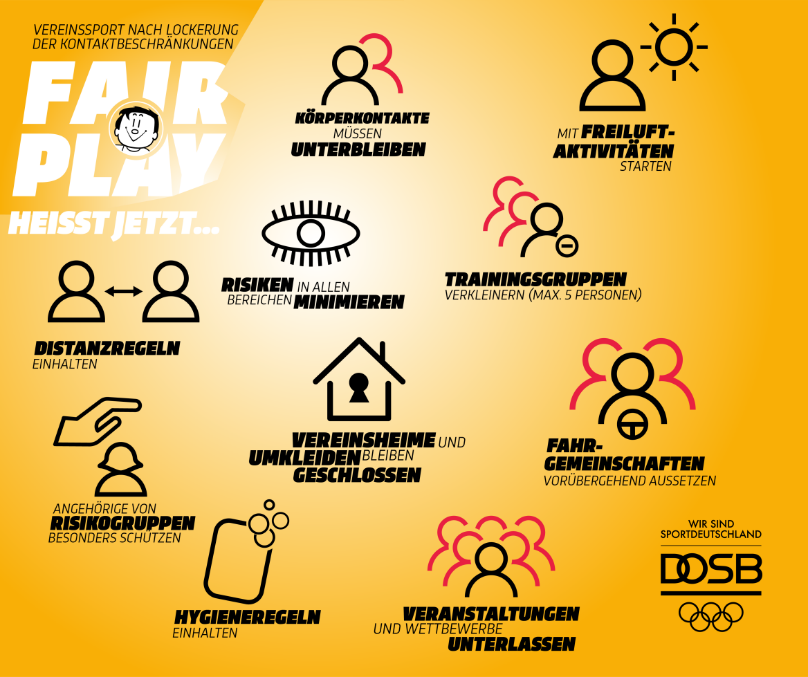 VEREINSSPORT NACH LOCKERUNG
DER KONTAKTBESCHRÄNKUNGEN
FAIR
PLAY
HEISST JETZT...
KÖRPERKONTAKTE
MÜSSEN
UNTERBLEIBEN
MIT FREILUFT-
AKTIVITÄTEN
STARTEN
RISIKEN IN ALLEN
BEREICHEN MINIMIEREN
TRAININGSGRUPPEN
VERKLEINERN (MAX. 5 PERSONEN)
DISTANZREGELN
EINHALTEN
VEREINSHEIME UND
UMKLEIDEN BLEIBEN
GESCHLOSSEN
FAHR-
GEMEINSCHAFTEN
VORÜBERGEHEND AUSSETZEN
ANGEHÖRIGE VON
RISIKOGRUPPEN
BESONDERS SCHÜTZEN
HYGIENEREGELN
EINHALTEN
VERANSTALTUNGEN
UND WETTBEWERBE
UNTERLASSEN
WIR SIND
SPORTDEUTSCHLAND
DOSB